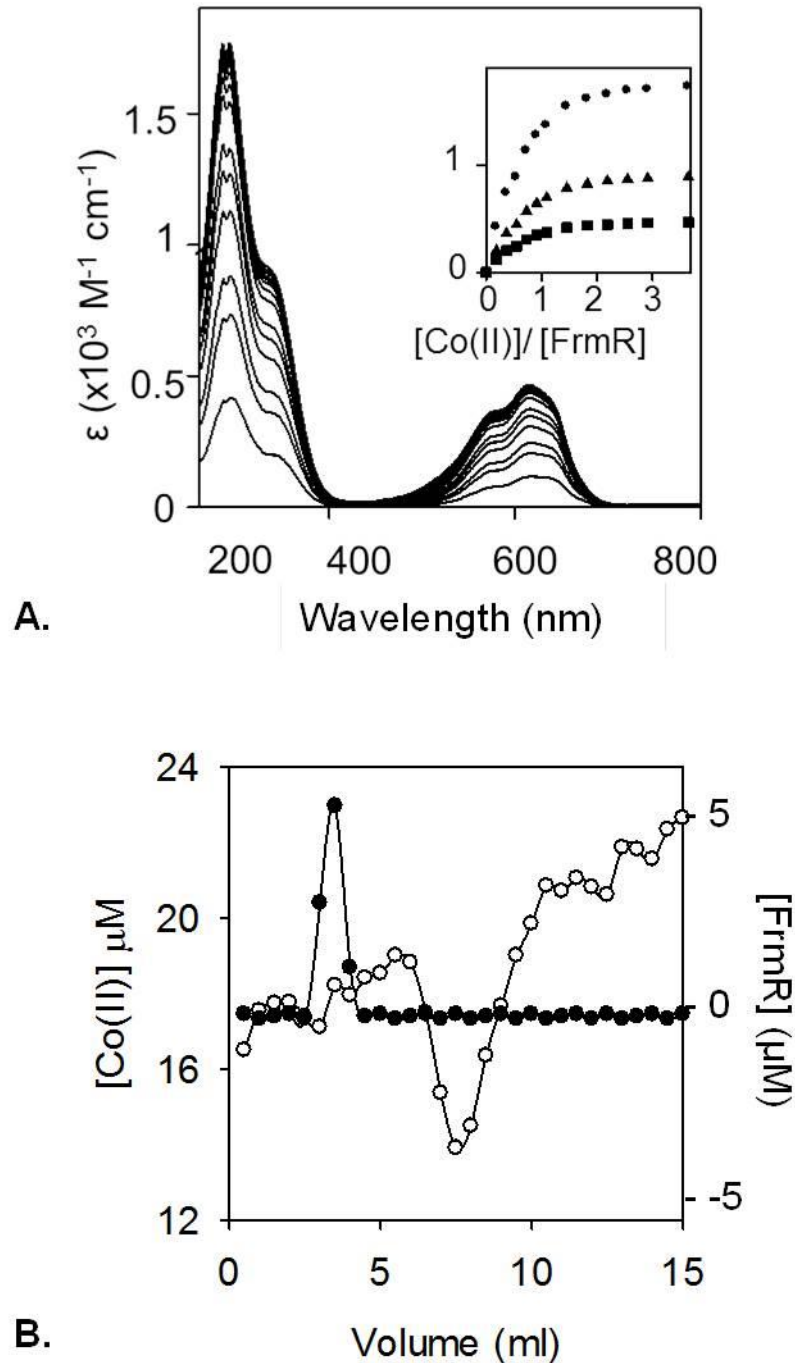 1.5
1
0.5
0
ε (x10³ M⁻¹ cm⁻¹)
200 400 600 800
Wavelength (nm)
1
0
0 1 2 3
[Co(II)]/ [FrmR]
A.
24
20
16
12
[Co(II)] µM
5
0
-5
[FrmR] (µM)
0 5 10 15
Volume (ml)
B.